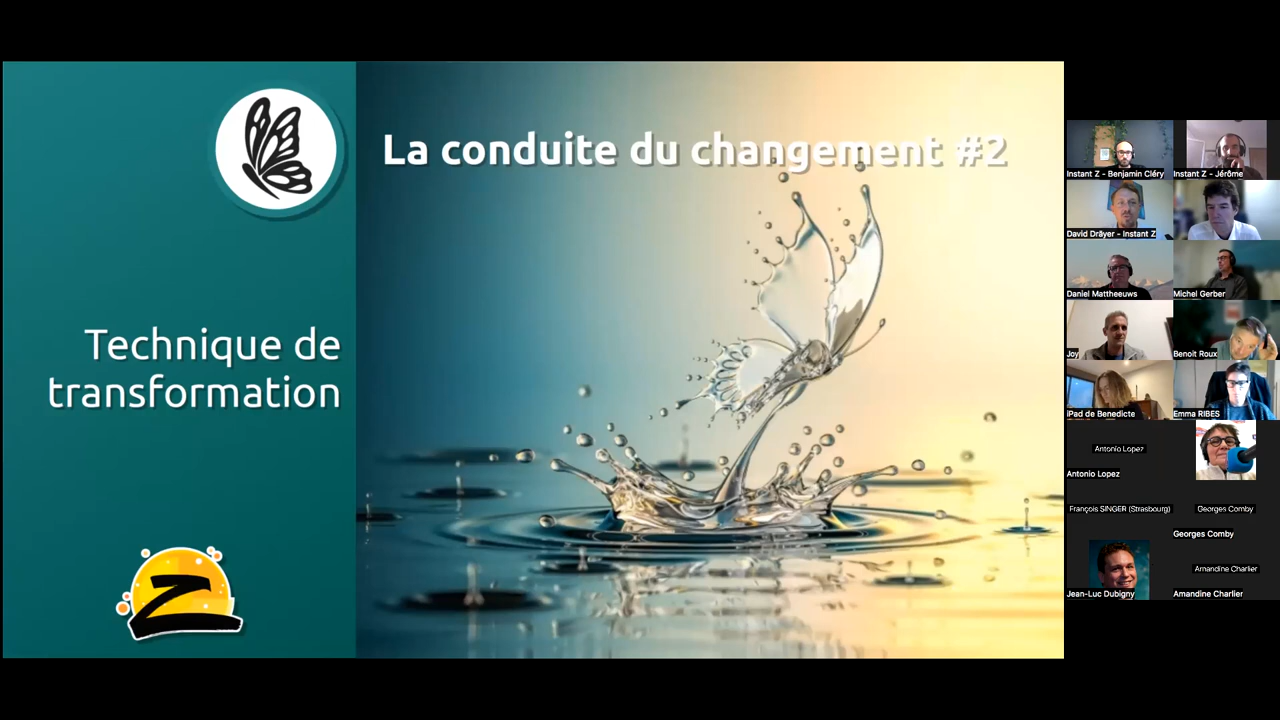 La conduite du changement #2
Technique de
transformation
Z
Instant Z - Benjamin Cléry
Instant Z - Jérôme
David Dräyer - Instant Z
Daniel Mattheeuws
Michel Gerber
Joy
Benoit Roux
iPad de Benedicte
Emma RIBES
Antonio Lopez
Antonio Lopez
François SINGER (Strasbourg)
Georges Comby
Georges Comby
Amandine Charlier
Jean-Luc Dubigny
Amandine Charlier